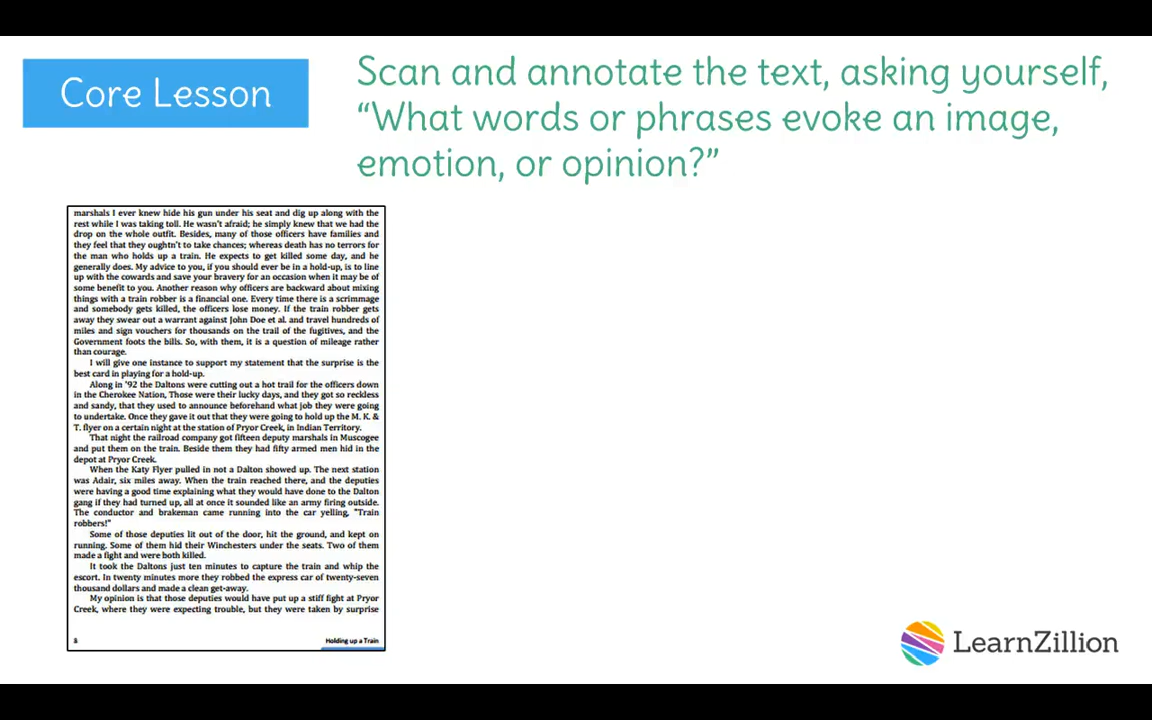 Core Lesson
Scan and annotate the text, asking yourself,
“What words or phrases evoke an image,
emotion, or opinion?”
marshals I ever knew hide his gun under his seat and dig up along with the
rest while I was taking toll. He wasn't afraid; he simply knew that we had the
drop on the whole outfit. Besides, many of those officers have families and
they feel that they oughtn't to take chances; whereas death has no terrors for
the man who holds up a train. He expects to get killed some day, and he
generally does. My advice to you, if you should ever be in a hold-up, is to line
up with the cowards and save your bravery for an occasion when it may be of
some benefit to you. Another reason why officers are backward about mixing
things with a train robber is a financial one. Every time there is a scrimmage
and somebody gets killed, the officers lose money. If the train robber gets
away they swear out a warrant against John Doe et al. and travel hundreds of
miles and sign vouchers for thousands on the trail of the fugitives, and the
Government foots the bills. So, with them, it is a question of mileage rather
than courage.
I will give one instance to support my statement that the surprise is the
best card in playing for a hold-up.
Along in '92 the Daltons were cutting out a hot trail for the officers down
in the Cherokee Nation, Those were their lucky days, and they got so reckless
and sandy, that they used to announce beforehand what job they were going
to undertake. Once they gave it out that they were going to hold up the M. K. &
T. flyer on a certain night at the station of Pryor Creek, in Indian Territory.
That night the railroad company got fifteen deputy marshals in Muscogee
and put them on the train. Beside them they had fifty armed men hid in the
depot at Pryor Creek.
When the Katy Flyer pulled in not a Dalton showed up. The next station
was Adair, six miles away. When the train reached there, and the deputies
were having a good time explaining what they would have done to the Dalton
gang if they had turned up, all at once it sounded like an army firing outside.
The conductor and brakeman came running into the car yelling, "Train
robbers!"
Some of those deputies lit out of the door, hit the ground, and kept on
running. Some of them hid their Winchesters under the seats. Two of them
made a fight and were both killed.
It took the Daltons just ten minutes to capture the train and whip the
escort. In twenty minutes more they robbed the express car of twenty-seven
thousand dollars and made a clean get-away.
My opinion is that those deputies would have put up a stiff fight at Pryor
Creek, where they were expecting trouble, but they were taken by surprise
8 Holding up a Train
LearnZillion